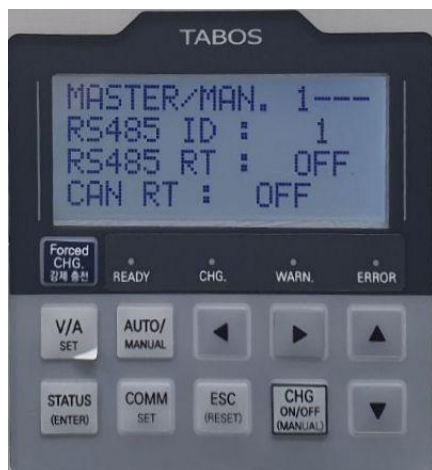 TABOS
MASTER/MAN. 1---
RS485 ID : 1
RS485 RT : OFF
CAN RT : OFF
Forced
CHG.
강제 충전
READY
CHG.
WARN.
ERROR
V/A
SET
AUTO/
MANUAL
STATUS
(ENTER)
COMM
SET
ESC
(RESET)
CHG
ON/OFF
(MANUAL)